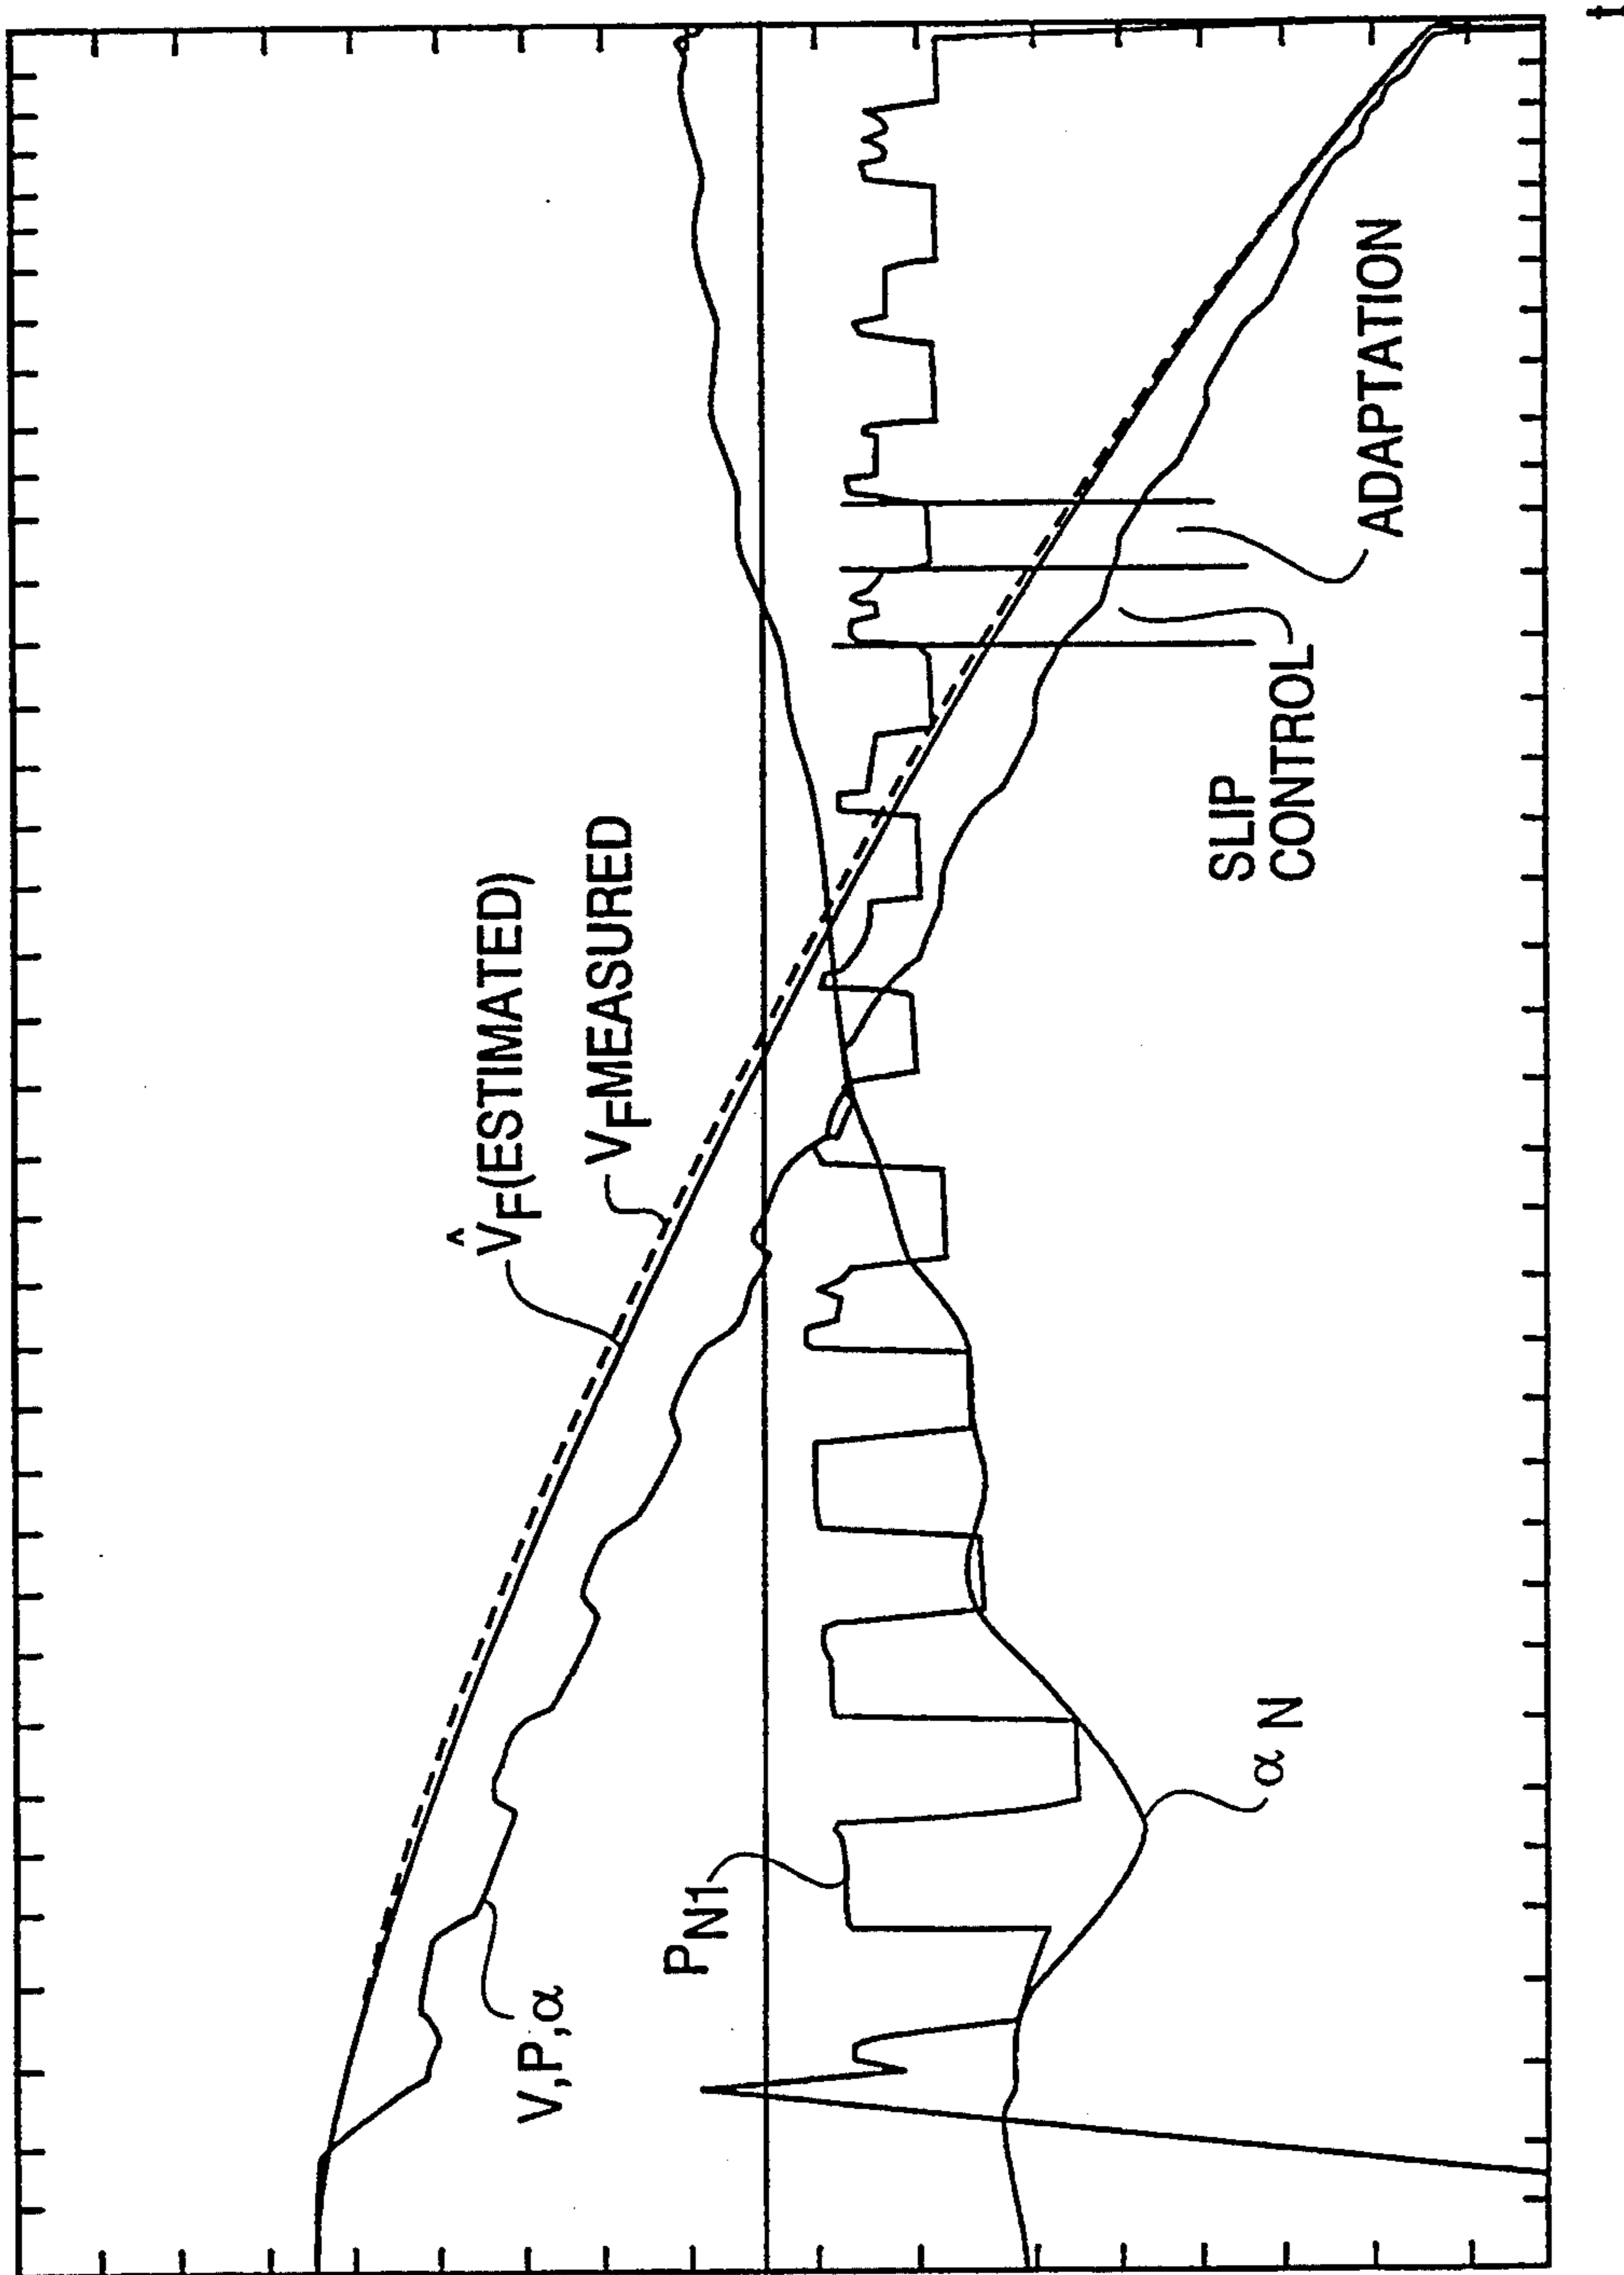 V̂F(ESTIMATED)
VFMEASURED
V,P,α
PN1
α N
SLIP
CONTROL
ADAPTATION
t